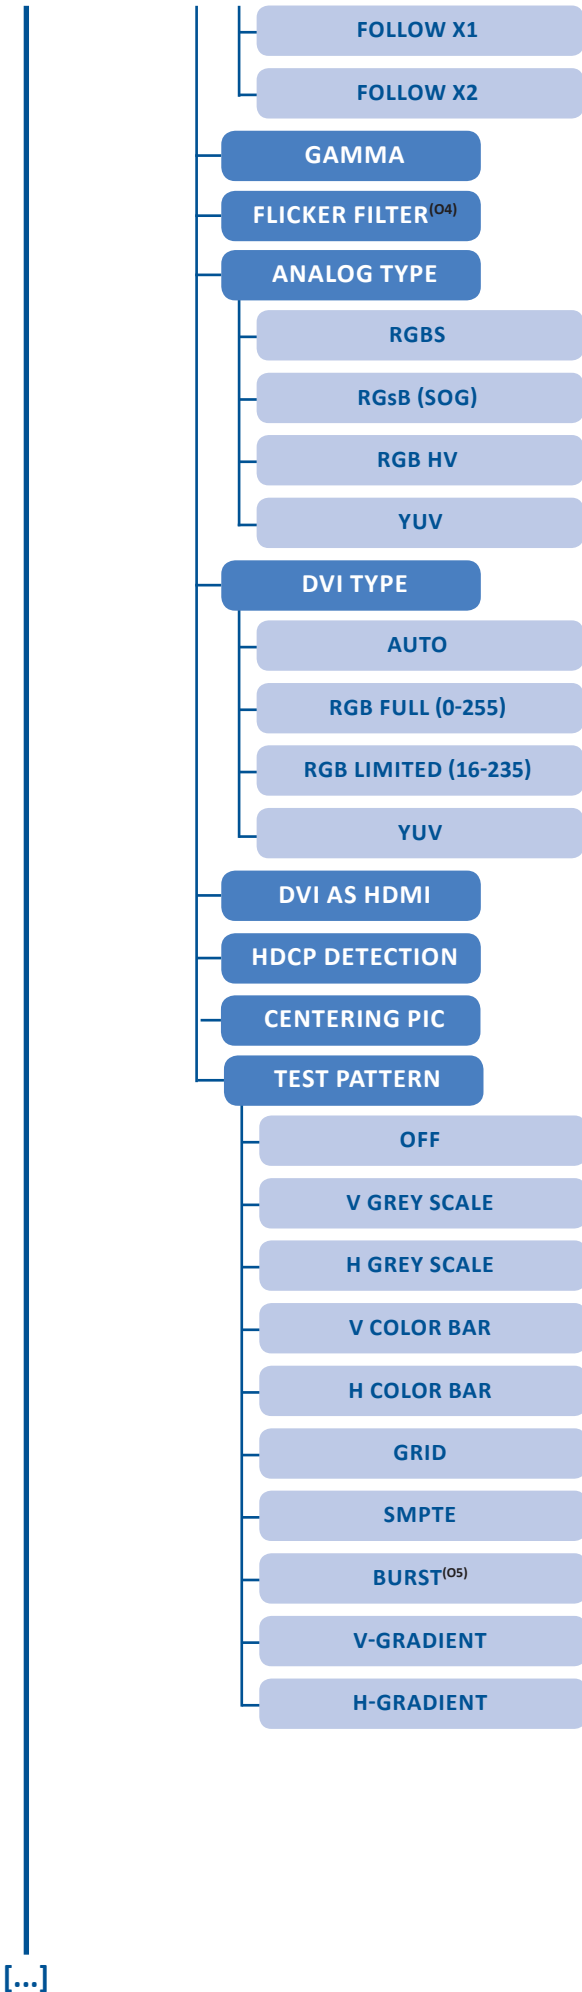 FOLLOW X1
FOLLOW X2
GAMMA
FLICKER FILTER(O4)
ANALOG TYPE
RGBS
RGsB (SOG)
RGB HV
YUV
DVI TYPE
AUTO
RGB FULL (0-255)
RGB LIMITED (16-235)
YUV
DVI AS HDMI
HDCP DETECTION
CENTERING PIC
TEST PATTERN
OFF
V GREY SCALE
H GREY SCALE
V COLOR BAR
H COLOR BAR
GRID
SMPTE
BURST(O5)
V-GRADIENT
H-GRADIENT
[...]